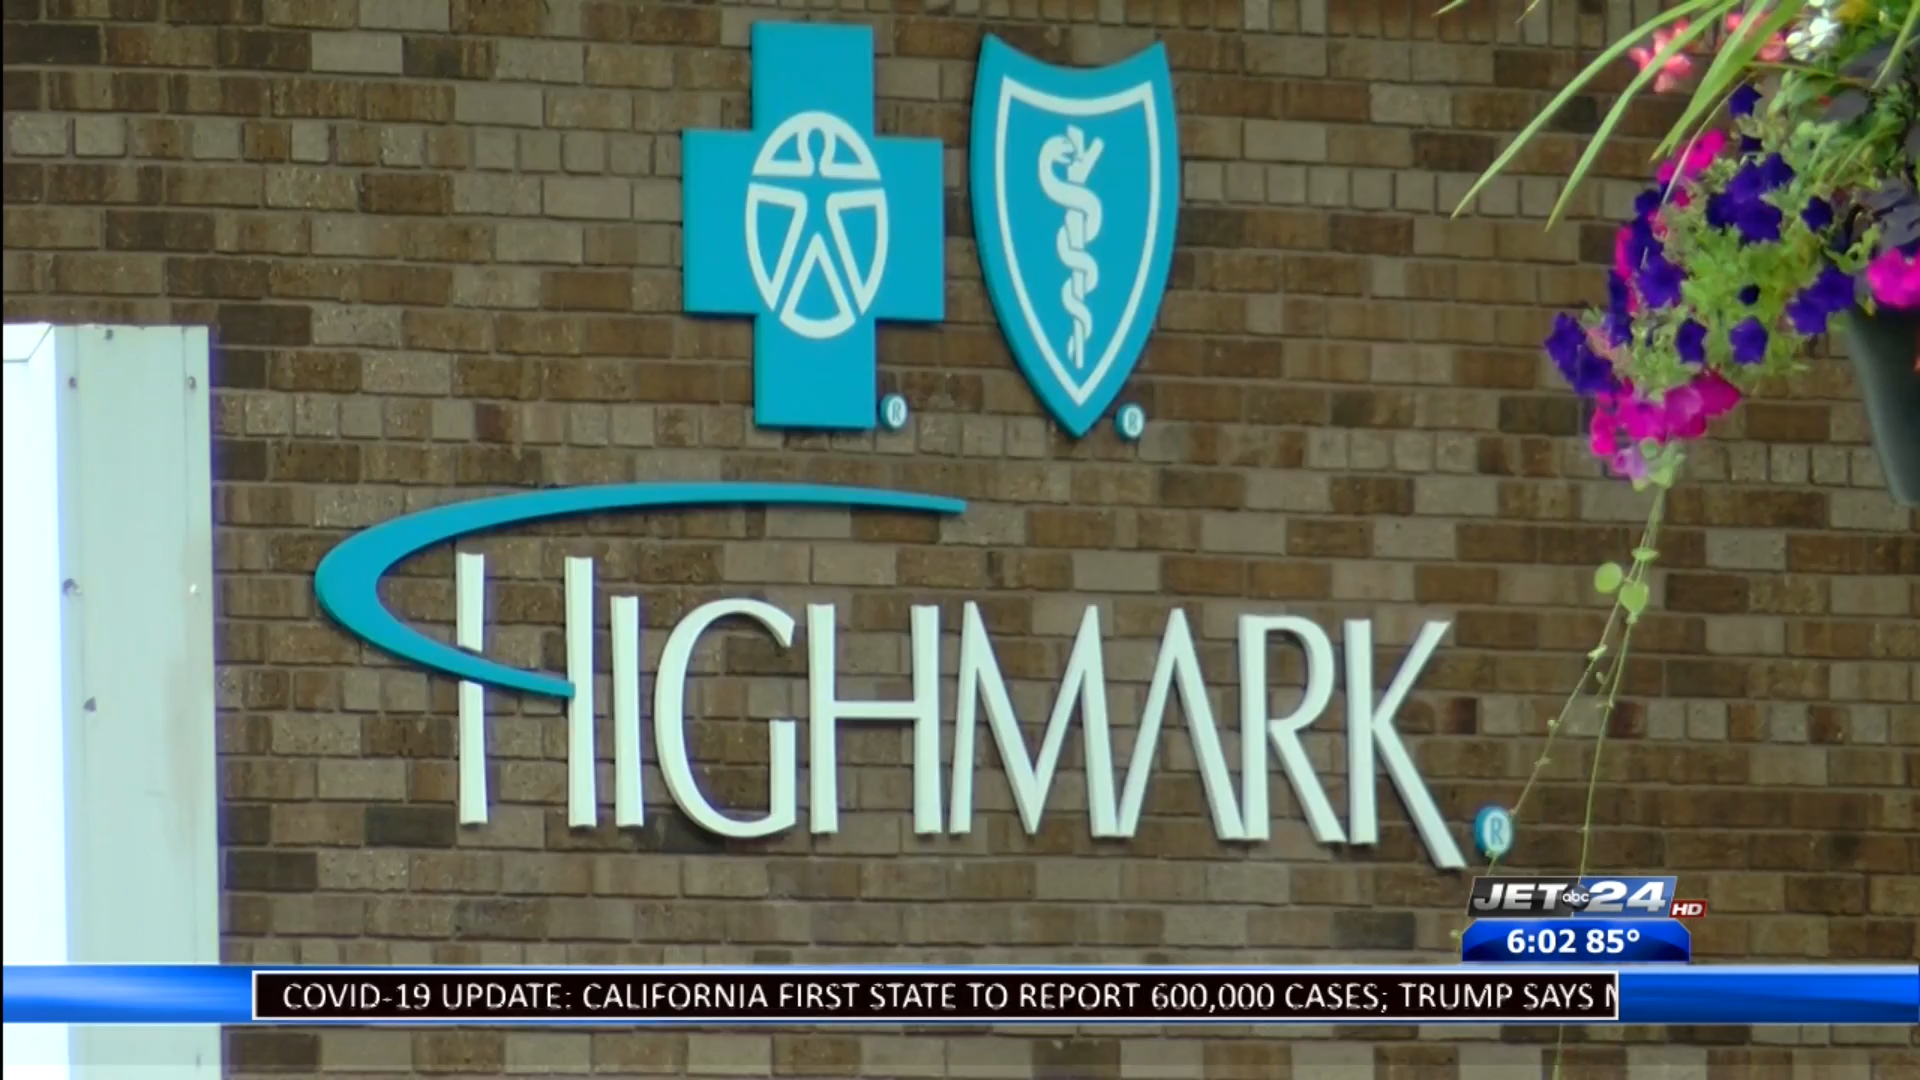 ®
®
HIGHMARK®
JET abc 24 HD
6:02 85°
COVID-19 UPDATE: CALIFORNIA FIRST STATE TO REPORT 600,000 CASES; TRUMP SAYS